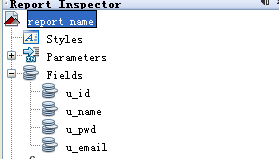 Report Inspector
report name
Styles
Parameters
Fields
u_id
u_name
u_pwd
u_email